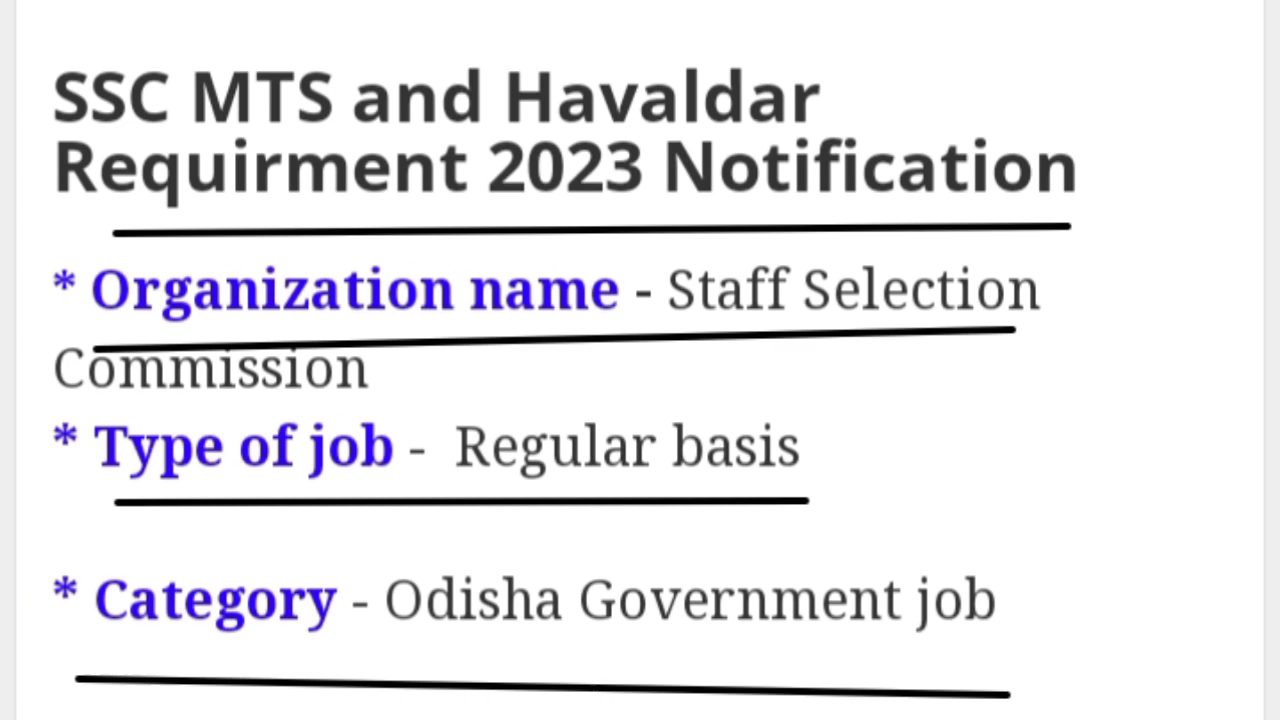 SSC MTS and Havaldar
Requirment 2023 Notification
* Organization name - Staff Selection
Commission
* Type of job -  Regular basis
* Category - Odisha Government job